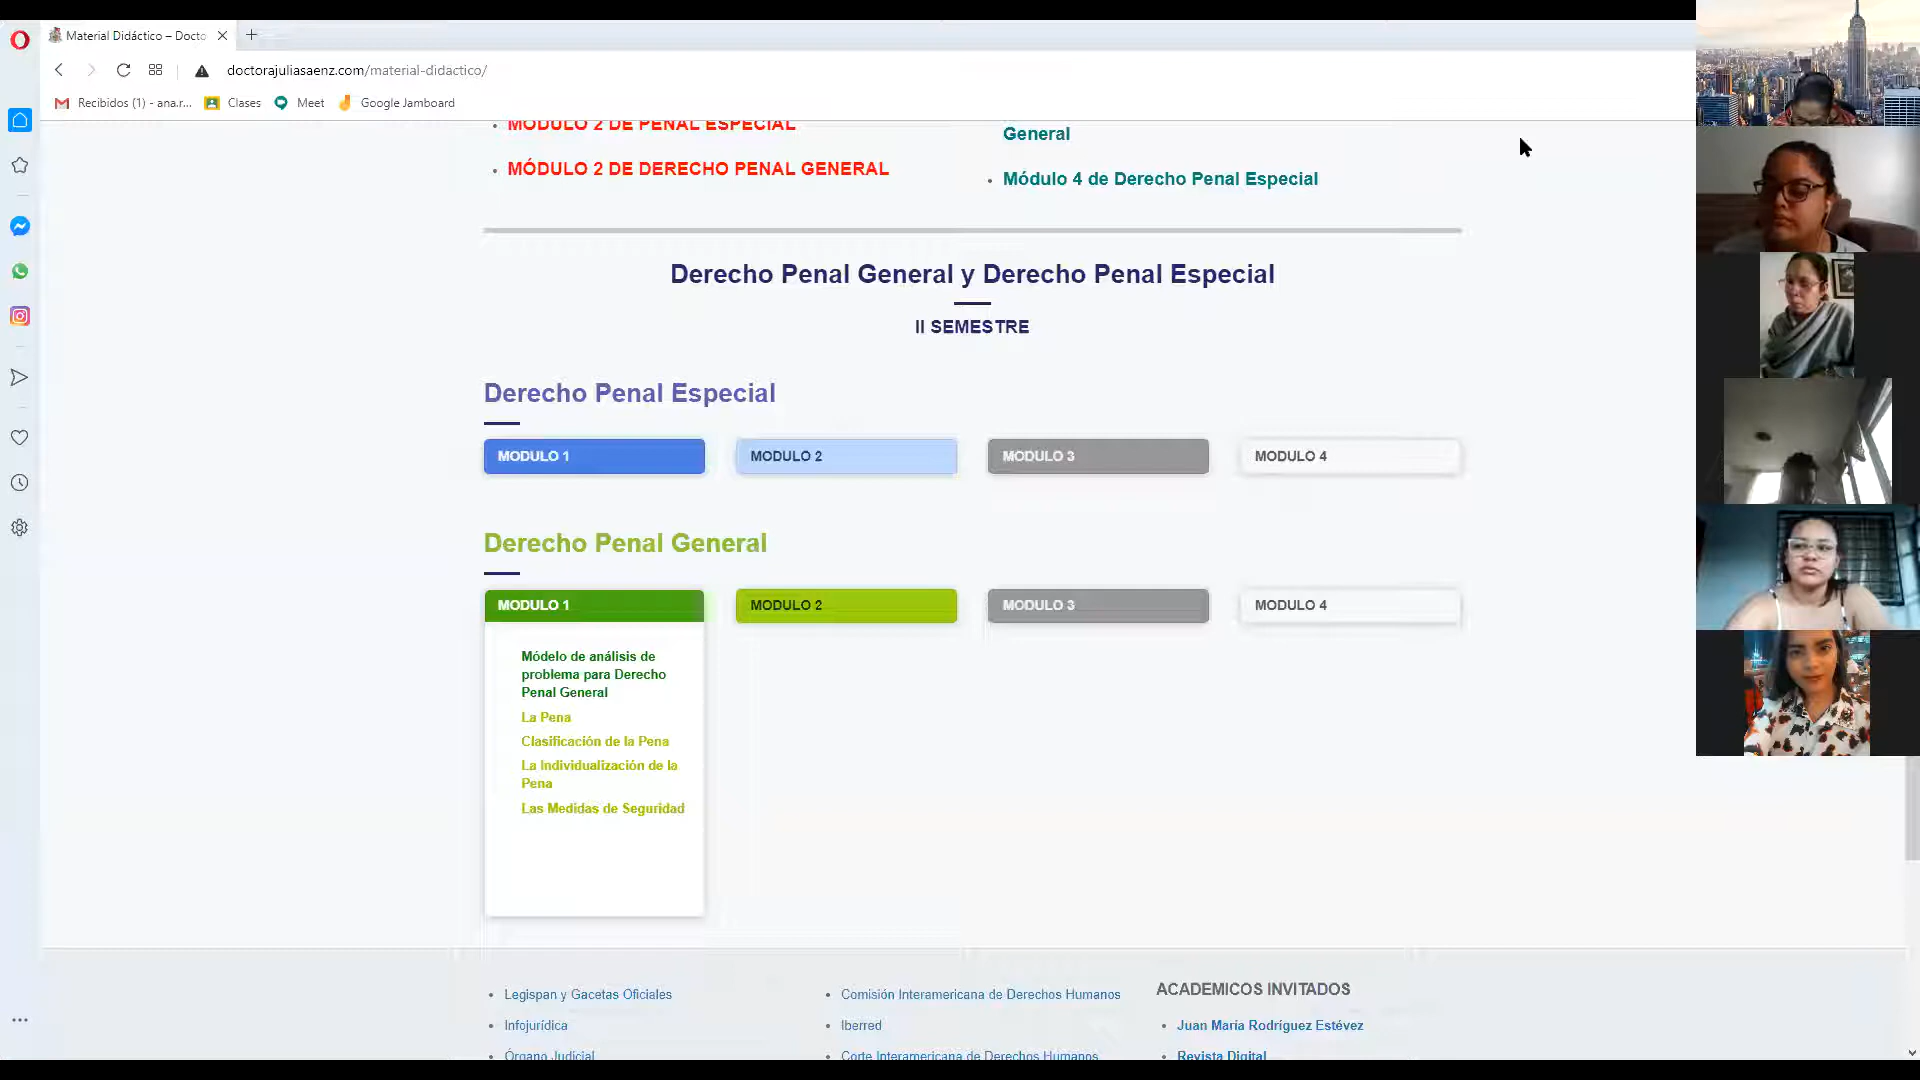 Material Didáctico – Docto
doctorajuliasaenz.com/material-didactico/
Recibidos (1) - ana.r...
Clases
Meet
Google Jamboard
MÓDULO 2 DE PENAL ESPECIAL
MÓDULO 2 DE DERECHO PENAL GENERAL
General
Módulo 4 de Derecho Penal Especial
Derecho Penal General y Derecho Penal Especial
II SEMESTRE
Derecho Penal Especial
MODULO 1
MODULO 2
MODULO 3
MODULO 4
Derecho Penal General
MODULO 1
MODULO 2
MODULO 3
MODULO 4
Módelo de análisis de
problema para Derecho
Penal General
La Pena
Clasificación de la Pena
La Individualización de la
Pena
Las Medidas de Seguridad
Legispan y Gacetas Oficiales
Infojurídica
Órgano Judicial
Comisión Interamericana de Derechos Humanos
Iberred
Corte Interamericana de Derechos Humanos
ACADEMICOS INVITADOS
Juan María Rodríguez Estévez
Revista Digital